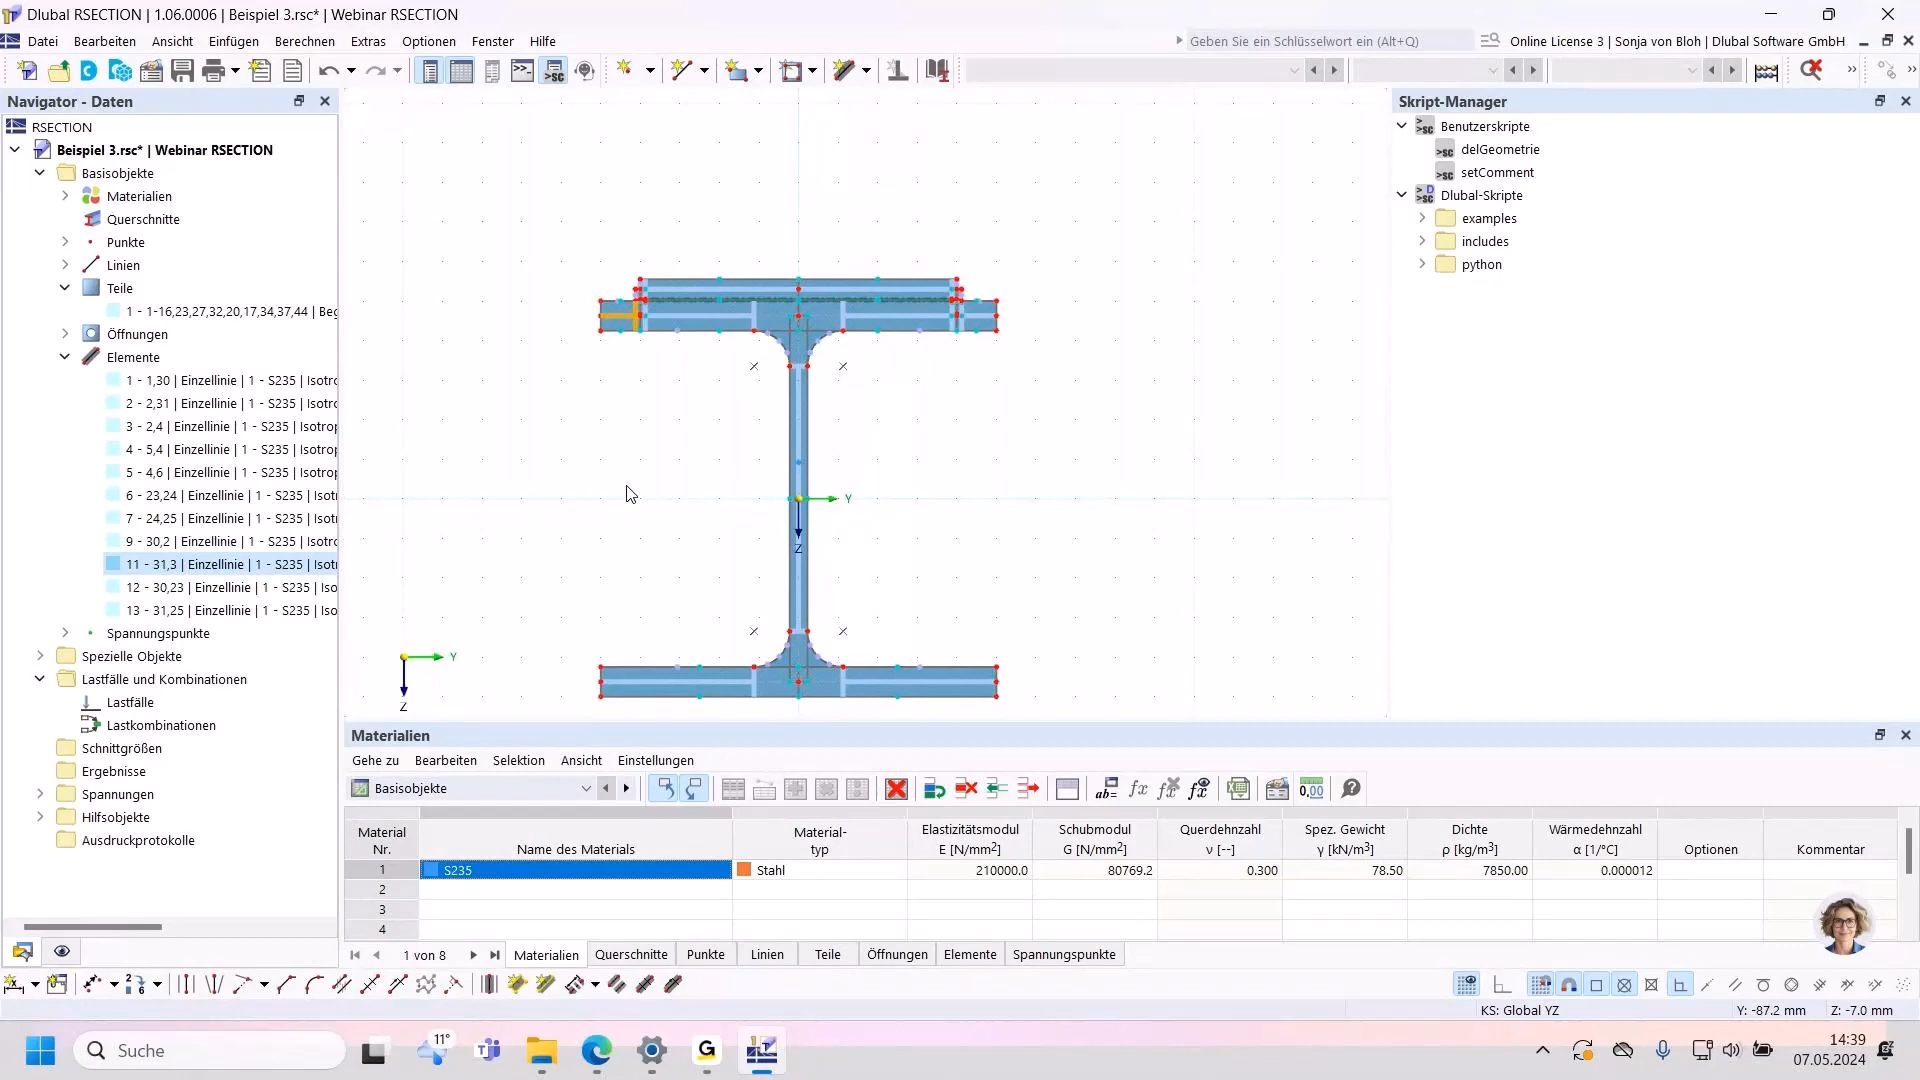 Dlubal RSECTION | 1.06.0006 | Beispiel 3.rsc* | Webinar RSECTION
Datei Bearbeiten Ansicht Einfügen Berechnen Extras Optionen Fenster Hilfe
Geben Sie ein Schlüsselwort ein (Alt+Q)
Online License 3 | Sonja von Bloh | Dlubal Software GmbH
Navigator - Daten
RSECTION
Beispiel 3.rsc* | Webinar RSECTION
Basisobjekte
Materialien
Querschnitte
Punkte
Linien
Teile
1 - 1-16,23,27,32,20,17,34,37,44 | Beg
Öffnungen
Elemente
1 - 1,30 | Einzellinie | 1 - S235 | Isotro
2 - 2,31 | Einzellinie | 1 - S235 | Isotro
3 - 2,4 | Einzellinie | 1 - S235 | Isotrop
4 - 5,4 | Einzellinie | 1 - S235 | Isotrop
5 - 4,6 | Einzellinie | 1 - S235 | Isotrop
6 - 23,24 | Einzellinie | 1 - S235 | Isot
7 - 24,25 | Einzellinie | 1 - S235 | Isot
9 - 30,2 | Einzellinie | 1 - S235 | Isotro
11 - 31,3 | Einzellinie | 1 - S235 | Isot
12 - 30,23 | Einzellinie | 1 - S235 | Iso
13 - 31,25 | Einzellinie | 1 - S235 | Iso
Spannungspunkte
Spezielle Objekte
Lastfälle und Kombinationen
Lastfälle
Lastkombinationen
Schnittgrößen
Ergebnisse
Spannungen
Hilfsobjekte
Ausdruckprotokolle
Y
Z
Y
Z
Skript-Manager
Benutzerskripte
delGeometrie
setComment
Dlubal-Skripte
examples
includes
python
Materialien
Gehe zu Bearbeiten Selektion Ansicht Einstellungen
Basisobjekte
Material Nr. Name des Materials Material-typ Elastizitätsmodul E [N/mm²] Schubmodul G [N/mm²] Querdehnzahl ν [--] Spez. Gewicht γ [kN/m³] Dichte ρ [kg/m³] Wärmedehnzahl α [1/°C] Optionen Kommentar
1 S235 Stahl 210000.0 80769.2 0.300 78.50 7850.00 0.000012
2
3
4
1 von 8 Materialien Querschnitte Punkte Linien Teile Öffnungen Elemente Spannungspunkte
KS: Global YZ Y: -87.2 mm Z: -7.0 mm
Suche
11°
14:39
07.05.2024